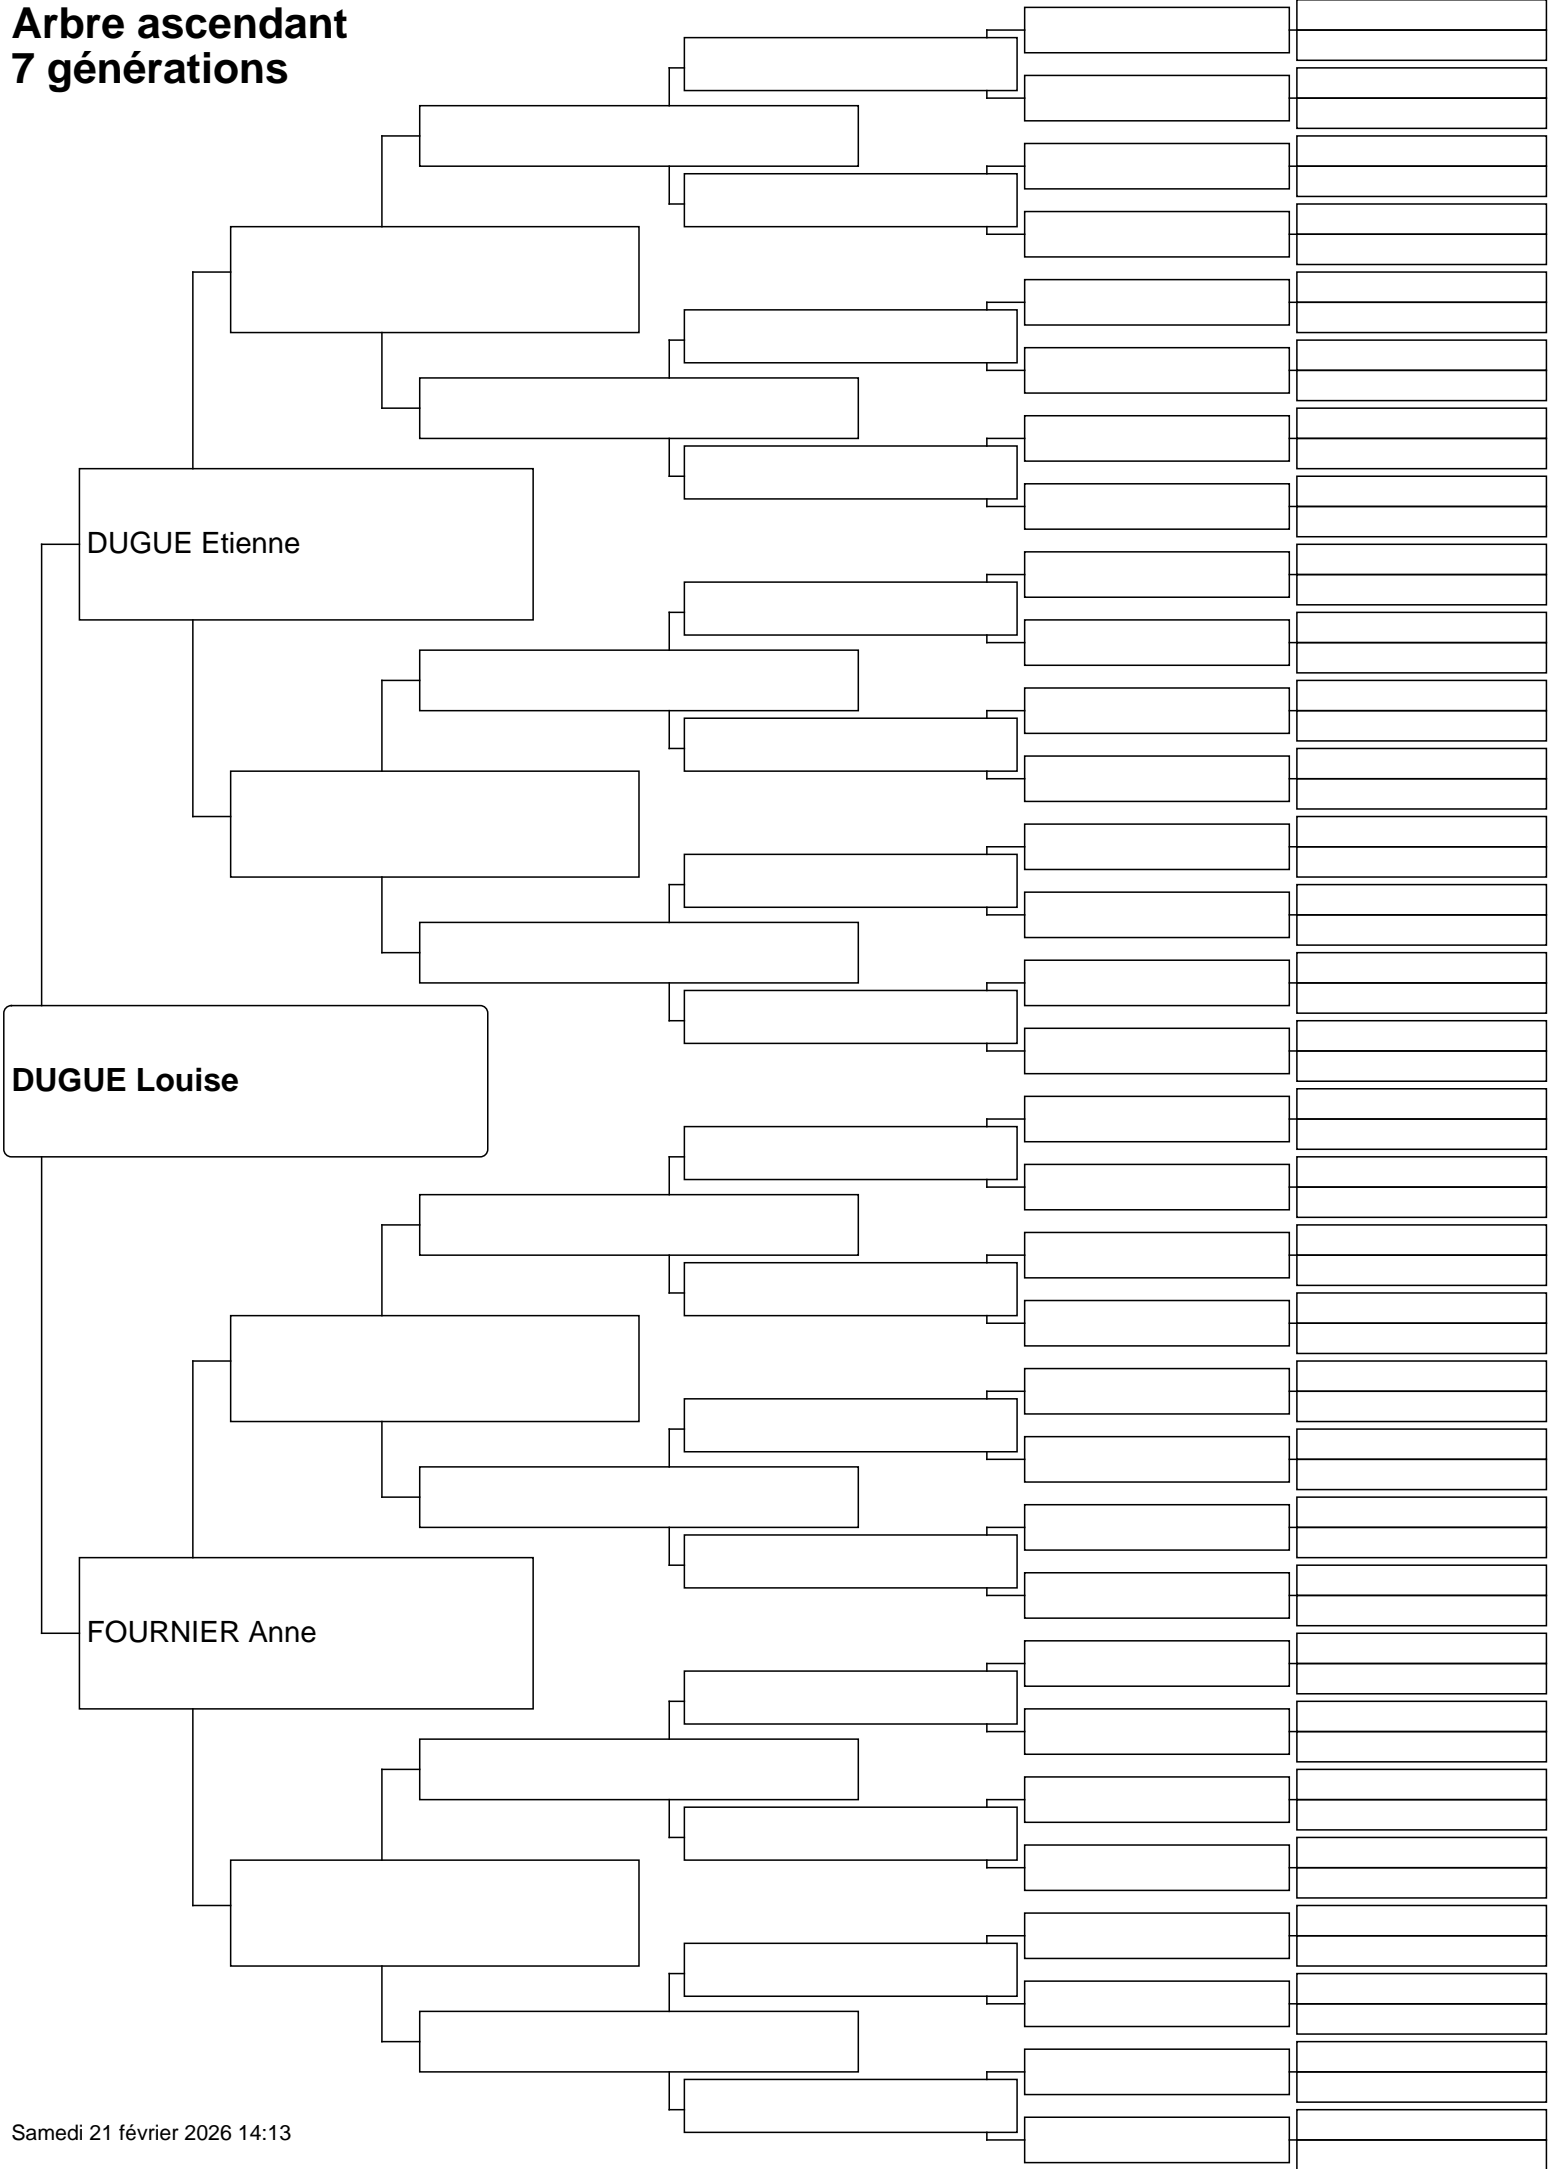 Arbre ascendant
7 générations
DUGUE Etienne
DUGUE Louise
FOURNIER Anne
Samedi 21 février 2026 14:13